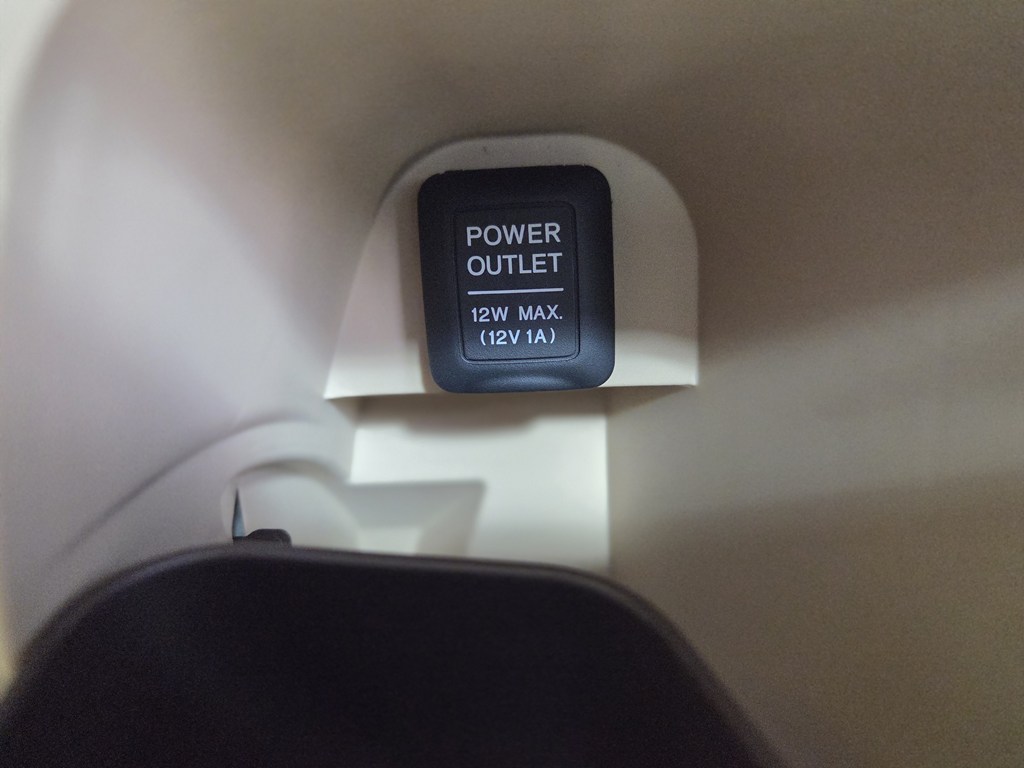 POWER
OUTLET
12W MAX.
(12V 1A)